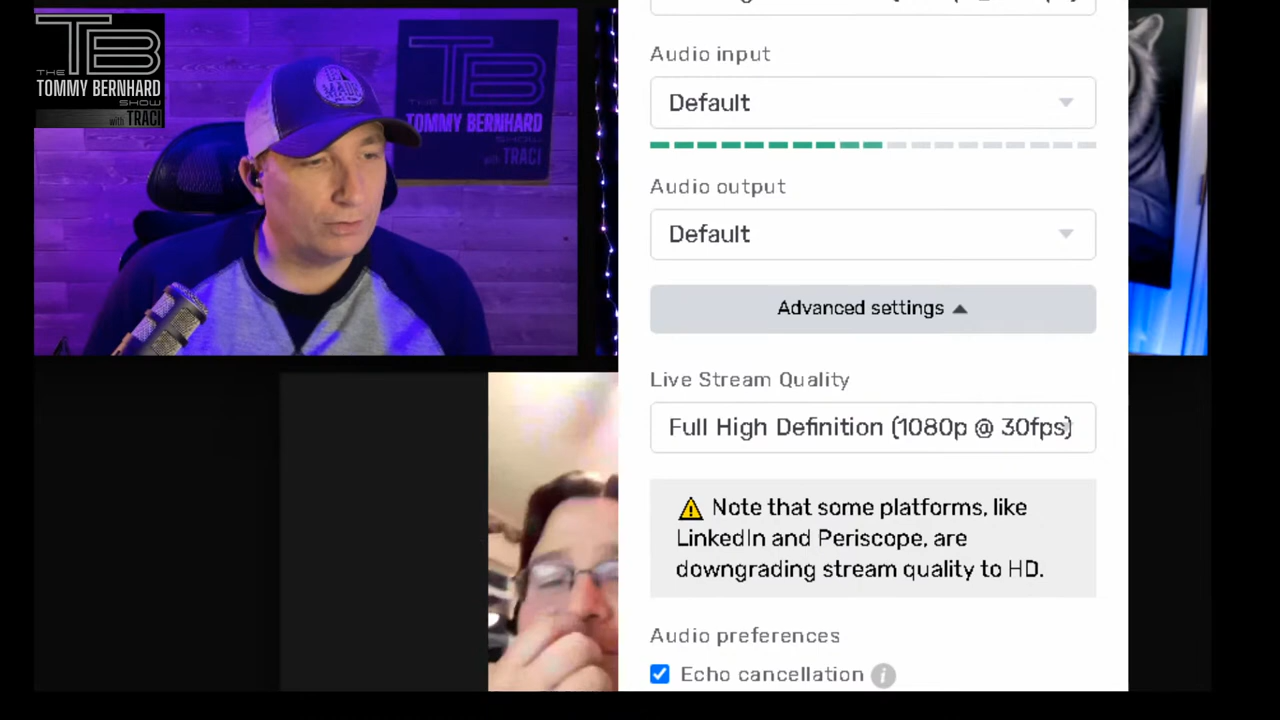 TB
THE
TOMMY BERNHARD
SHOW
with TRACI
TB
THE
TOMMY BERNHARD
SHOW
with TRACI
Audio input
Default
Audio output
Default
Advanced settings
Live Stream Quality
Full High Definition (1080p @ 30fps)
⚠ Note that some platforms, like
LinkedIn and Periscope, are
downgrading stream quality to HD.
Audio preferences
Echo cancellation i